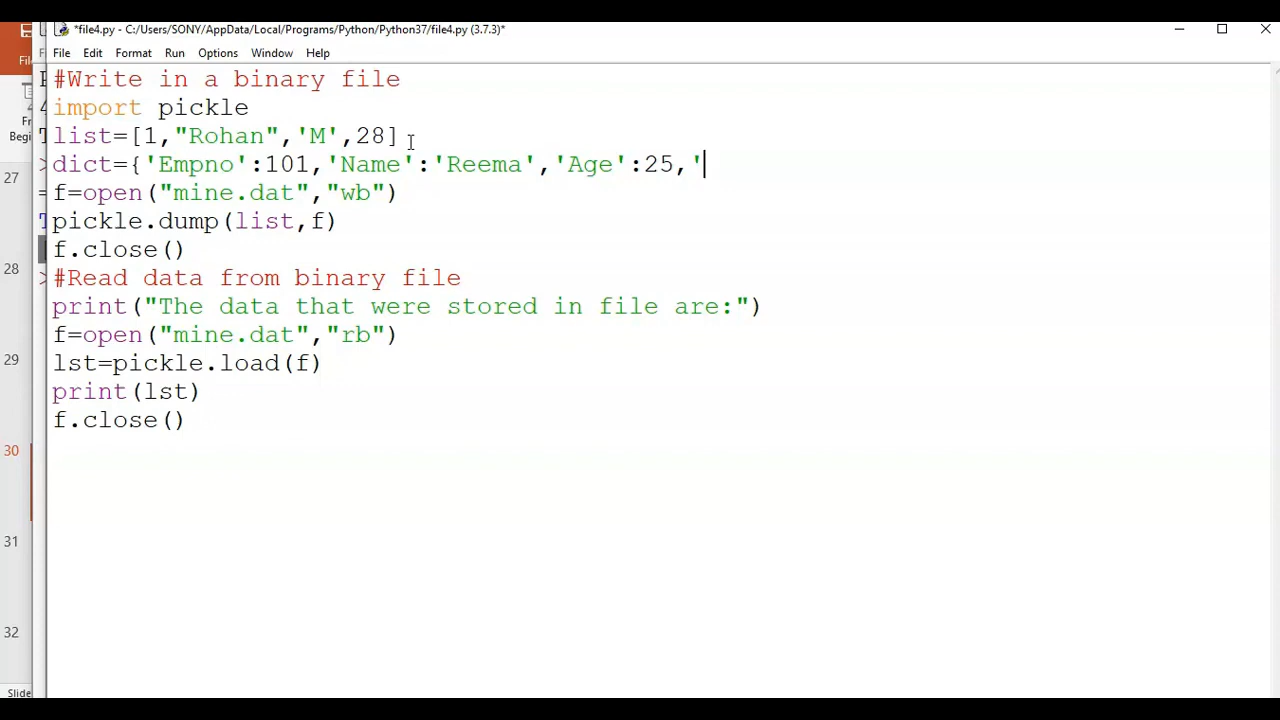 *file4.py - C:/Users/SONY/AppData/Local/Programs/Python/Python37/file4.py (3.7.3)*
File Edit Format Run Options Window Help
#Write in a binary file
import pickle
list=[1,"Rohan",'M',28]
dict={'Empno':101,'Name':'Reema','Age':25,'
f=open("mine.dat","wb")
pickle.dump(list,f)
f.close()
#Read data from binary file
print("The data that were stored in file are:")
f=open("mine.dat","rb")
lst=pickle.load(f)
print(lst)
f.close()
27
28
29
30
31
32
Slide